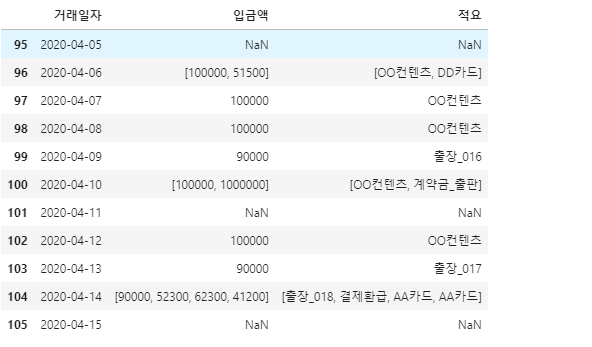 거래일자 입금액 적요
95 2020-04-05 NaN NaN
96 2020-04-06 [100000, 51500] [OO컨텐츠, DD카드]
97 2020-04-07 100000 OO컨텐츠
98 2020-04-08 100000 OO컨텐츠
99 2020-04-09 90000 출장_016
100 2020-04-10 [100000, 1000000] [OO컨텐츠, 계약금_출판]
101 2020-04-11 NaN NaN
102 2020-04-12 100000 OO컨텐츠
103 2020-04-13 90000 출장_017
104 2020-04-14 [90000, 52300, 62300, 41200] [출장_018, 결제환급, AA카드, AA카드]
105 2020-04-15 NaN NaN